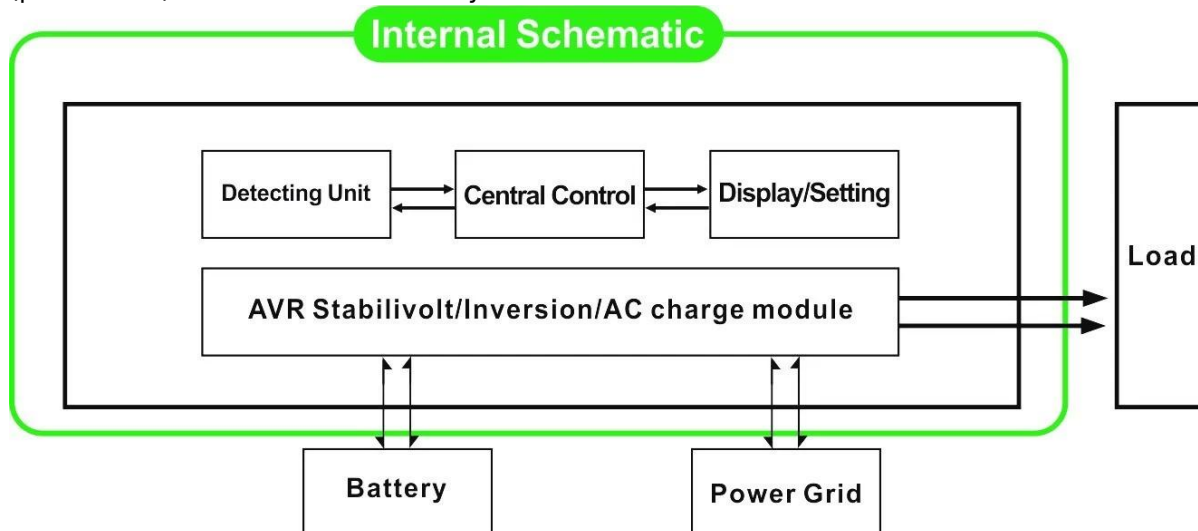 Internal Schematic
Detecting Unit
Central Control
Display/Setting
Load
AVR Stabilivolt/Inversion/AC charge module
Battery
Power Grid